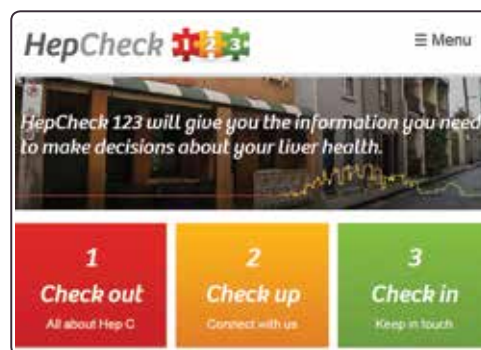 HepCheck 123
☰ Menu
HepCheck 123 will give you the information you need
to make decisions about your liver health.
1
Check out
All about Hep C
2
Check up
Connect with us
3
Check in
Keep in touch